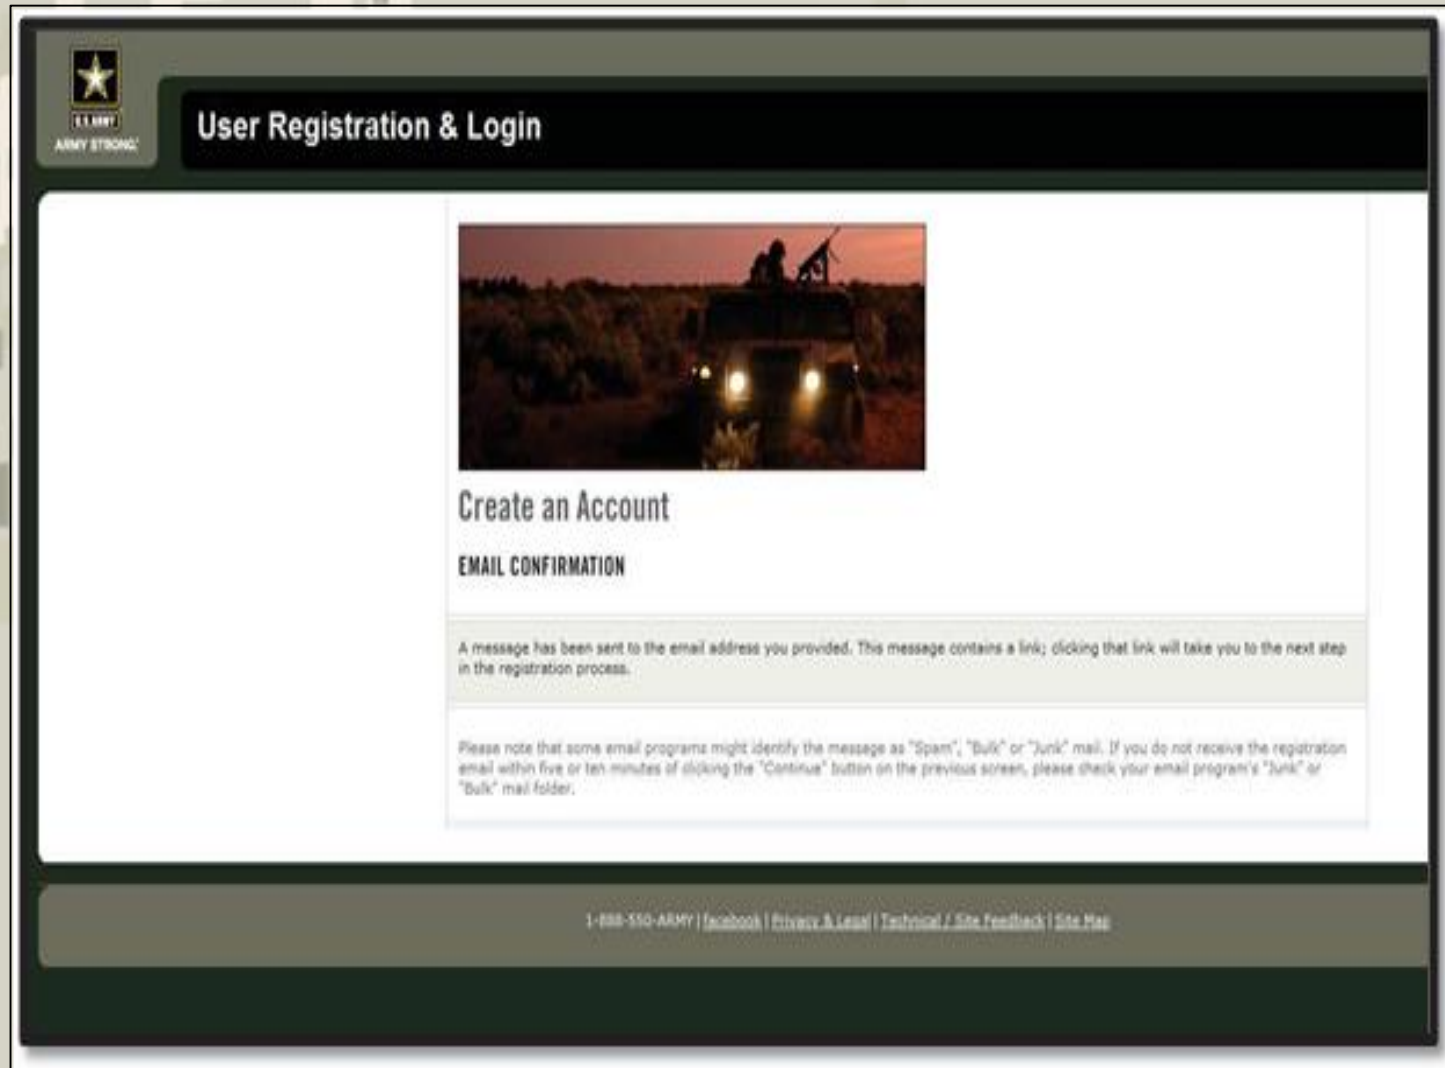 U.S. ARMY
ARMY STRONG.
User Registration & Login
Create an Account
EMAIL CONFIRMATION
A message has been sent to the email address you provided. This message contains a link; clicking that link will take you to the next step
in the registration process.
Please note that some email programs might identify the message as "Spam", "Bulk" or "Junk" mail. If you do not receive the registration
email within five or ten minutes of clicking the "Continue" button on the previous screen, please check your email program's "Junk" or
"Bulk" mail folder.
1-888-550-ARMY | facebook | Privacy & Legal | Technical / Site Feedback | Site Map